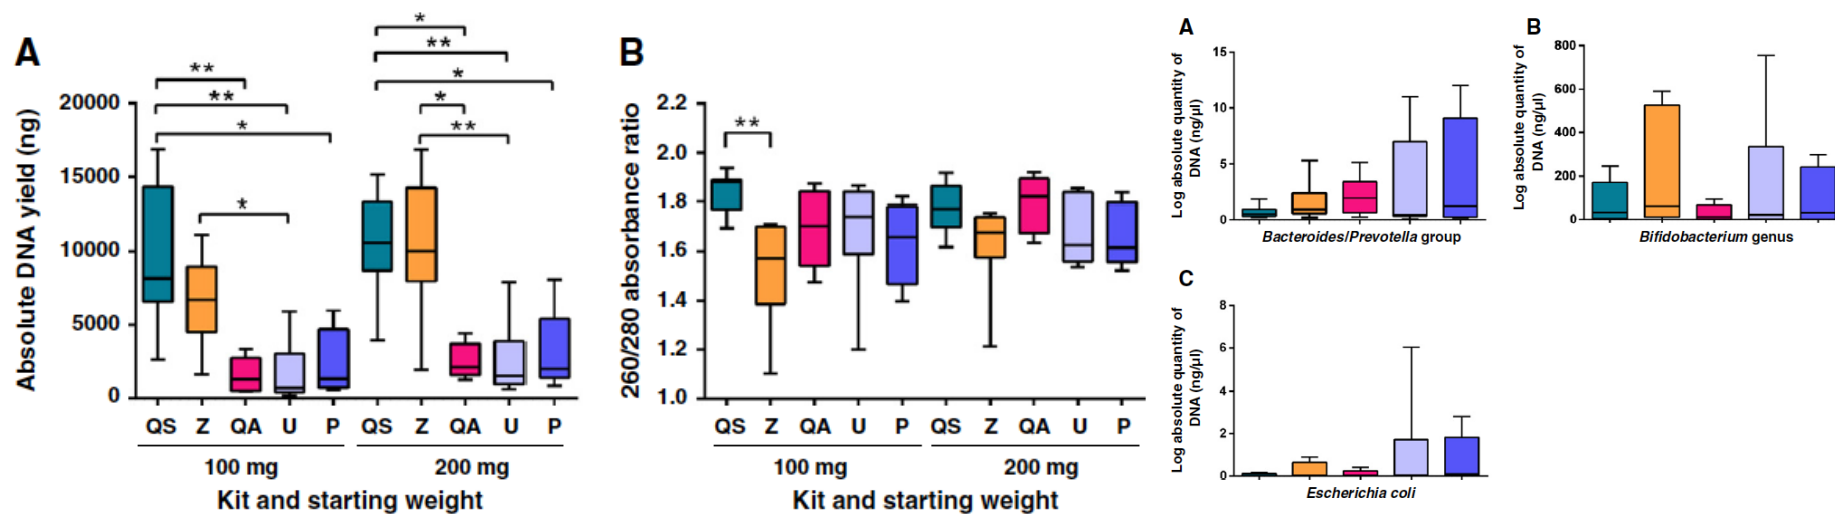 A
Absolute DNA yield (ng)
20000
15000
10000
5000
0
**
**
*
*
*
**
*
*
**
QS Z QA U P QS Z QA U P
100 mg 200 mg
Kit and starting weight
B
260/280 absorbance ratio
2.2
2.0
1.8
1.6
1.4
1.2
1.0
**
QS Z QA U P QS Z QA U P
100 mg 200 mg
Kit and starting weight
A
Log absolute quantity of
DNA (ng/µl)
15
10
5
0
Bacteroides/Prevotella group
B
Log absolute quantity of
DNA (ng/µl)
800
600
400
200
0
Bifidobacterium genus
C
Log absolute quantity of
DNA (ng/µl)
8
6
4
2
0
Escherichia coli